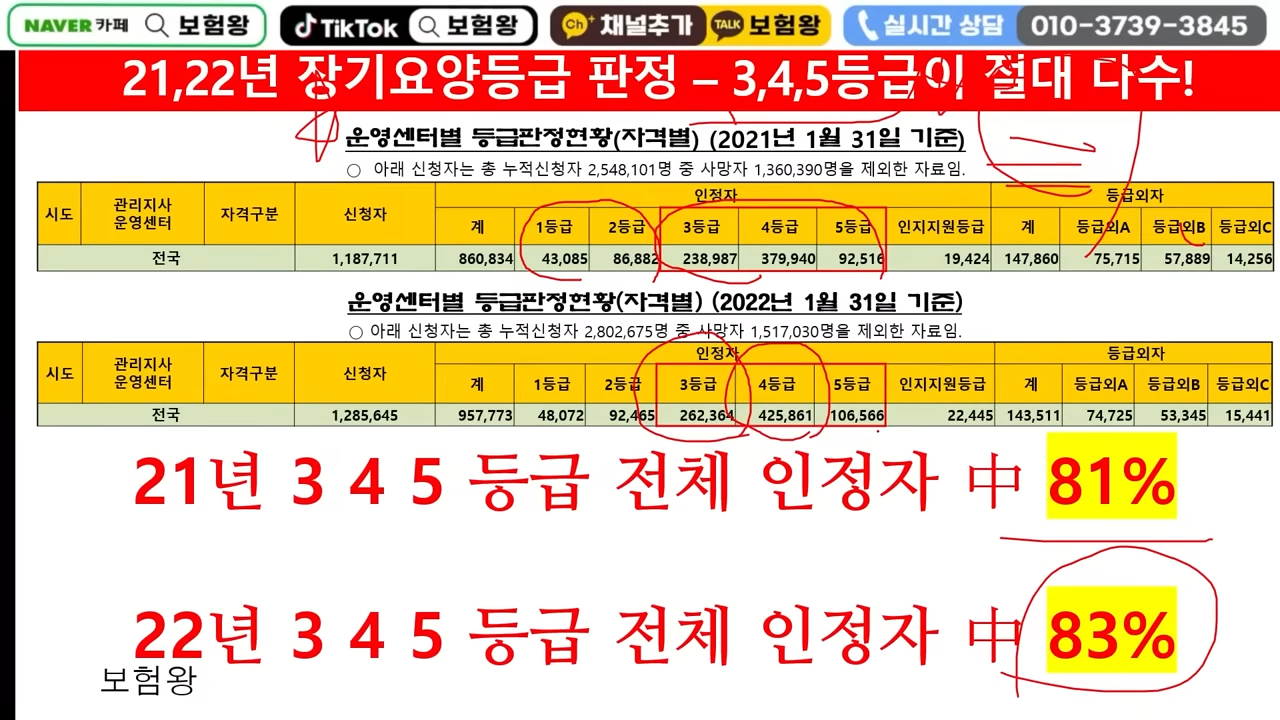 NAVER 카페 보험왕 TikTok 보험왕 Ch+ 채널추가 TALK 보험왕 실시간 상담 010-3739-3845
21,22년 장기요양등급 판정 – 3,4,5등급이 절대 다수!
운영센터별 등급판정현황(자격별) (2021년 1월 31일 기준)
○ 아래 신청자는 총 누적신청자 2,548,101명 중 사망자 1,360,390명을 제외한 자료임.
시도 관리지사 운영센터 자격구분 신청자 인정자 등급외자
계 1등급 2등급 3등급 4등급 5등급 인지지원등급 계 등급외A 등급외B 등급외C
전국 1,187,711 860,834 43,085 86,882 238,987 379,940 92,516 19,424 147,860 75,715 57,889 14,256
운영센터별 등급판정현황(자격별) (2022년 1월 31일 기준)
○ 아래 신청자는 총 누적신청자 2,802,675명 중 사망자 1,517,030명을 제외한 자료임.
시도 관리지사 운영센터 자격구분 신청자 인정자 등급외자
계 1등급 2등급 3등급 4등급 5등급 인지지원등급 계 등급외A 등급외B 등급외C
전국 1,285,645 957,773 48,072 92,465 262,364 425,861 106,566 22,445 143,511 74,725 53,345 15,441
21년 3 4 5 등급 전체 인정자 中 81%
22년 3 4 5 등급 전체 인정자 中 83%
보험왕